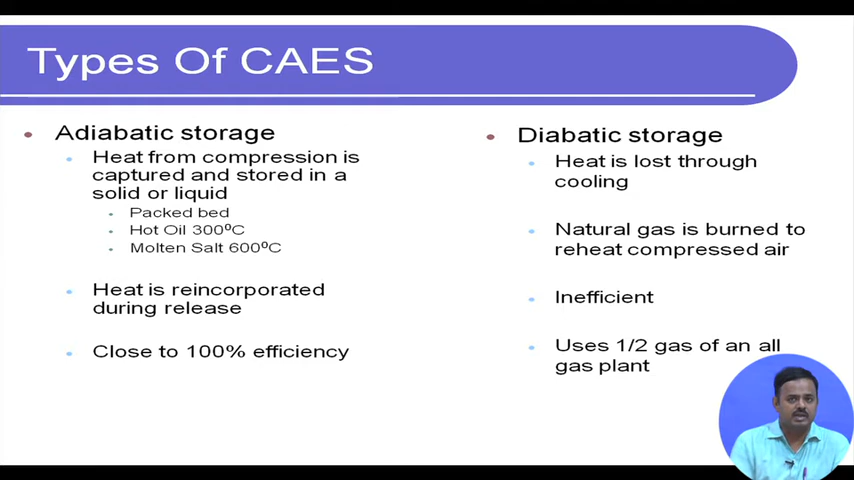 Types Of CAES
Adiabatic storage
Heat from compression is
captured and stored in a
solid or liquid
Packed bed
Hot Oil 300⁰C
Molten Salt 600⁰C
Heat is reincorporated
during release
Close to 100% efficiency
Diabatic storage
Heat is lost through
cooling
Natural gas is burned to
reheat compressed air
Inefficient
Uses 1/2 gas of an all
gas plant